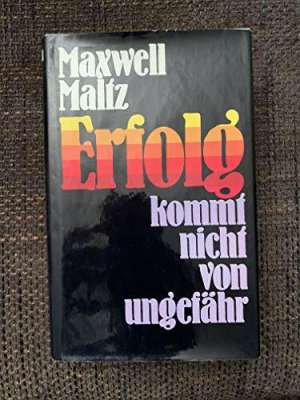 Maxwell
Maltz
Erfolg
kommt
nicht
von
ungefähr